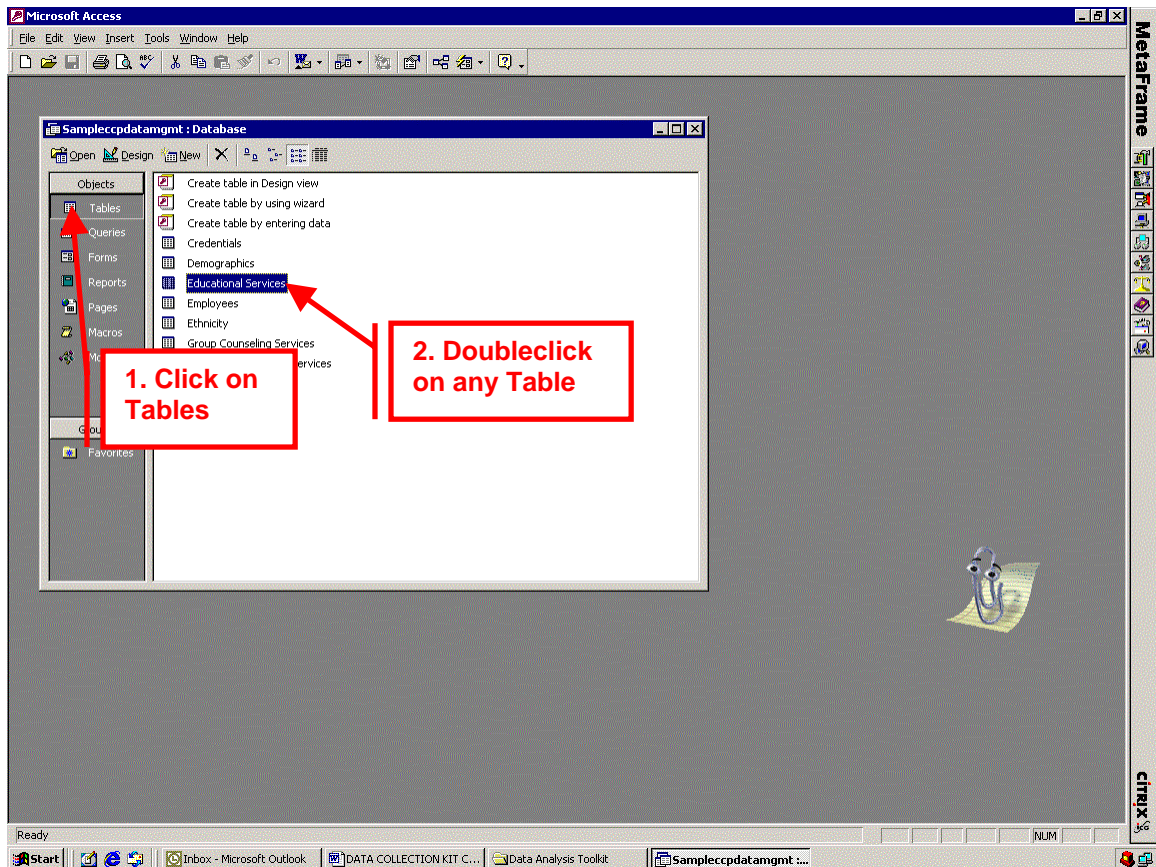 Microsoft Access
File Edit View Insert Tools Window Help
Sampleccpdatamgmt : Database
Open Design New
Objects
Tables
Queries
Forms
Reports
Pages
Macros
Favorites
Create table in Design view
Create table by using wizard
Create table by entering data
Credentials
Demographics
Educational Services
Employees
Ethnicity
Group Counseling Services
ervices
1. Click on
Tables
2. Doubleclick
on any Table
MetaFrame
CITRIX
Ready
NUM
Start
Inbox - Microsoft Outlook
DATA COLLECTION KIT C...
Data Analysis Toolkit
Sampleccpdatamgmt :...